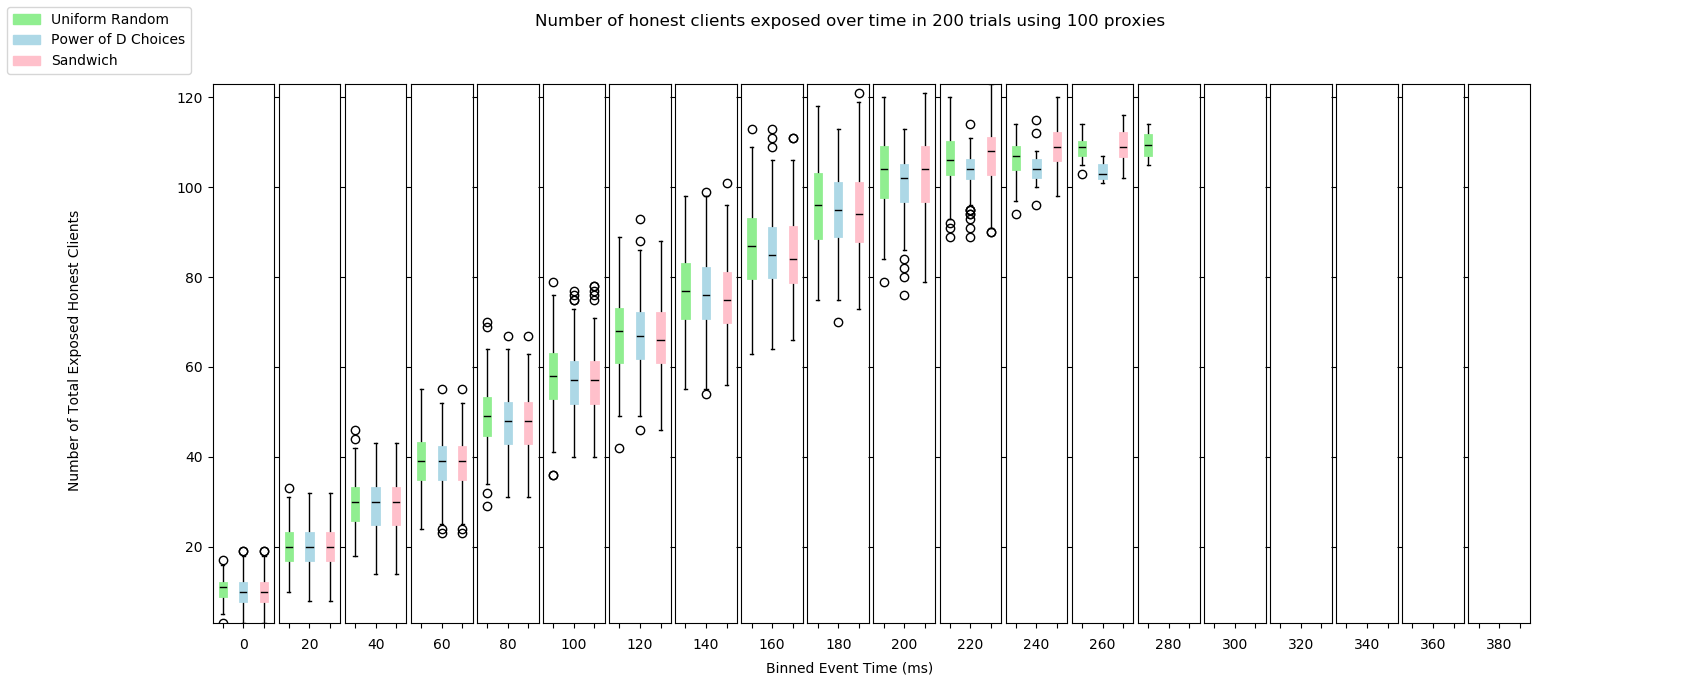 Uniform Random
Power of D Choices
Sandwich
Number of honest clients exposed over time in 200 trials using 100 proxies
Number of Total Exposed Honest Clients
120
100
80
60
40
20
0 20 40 60 80 100 120 140 160 180 200 220 240 260 280 300 320 340 360 380
Binned Event Time (ms)